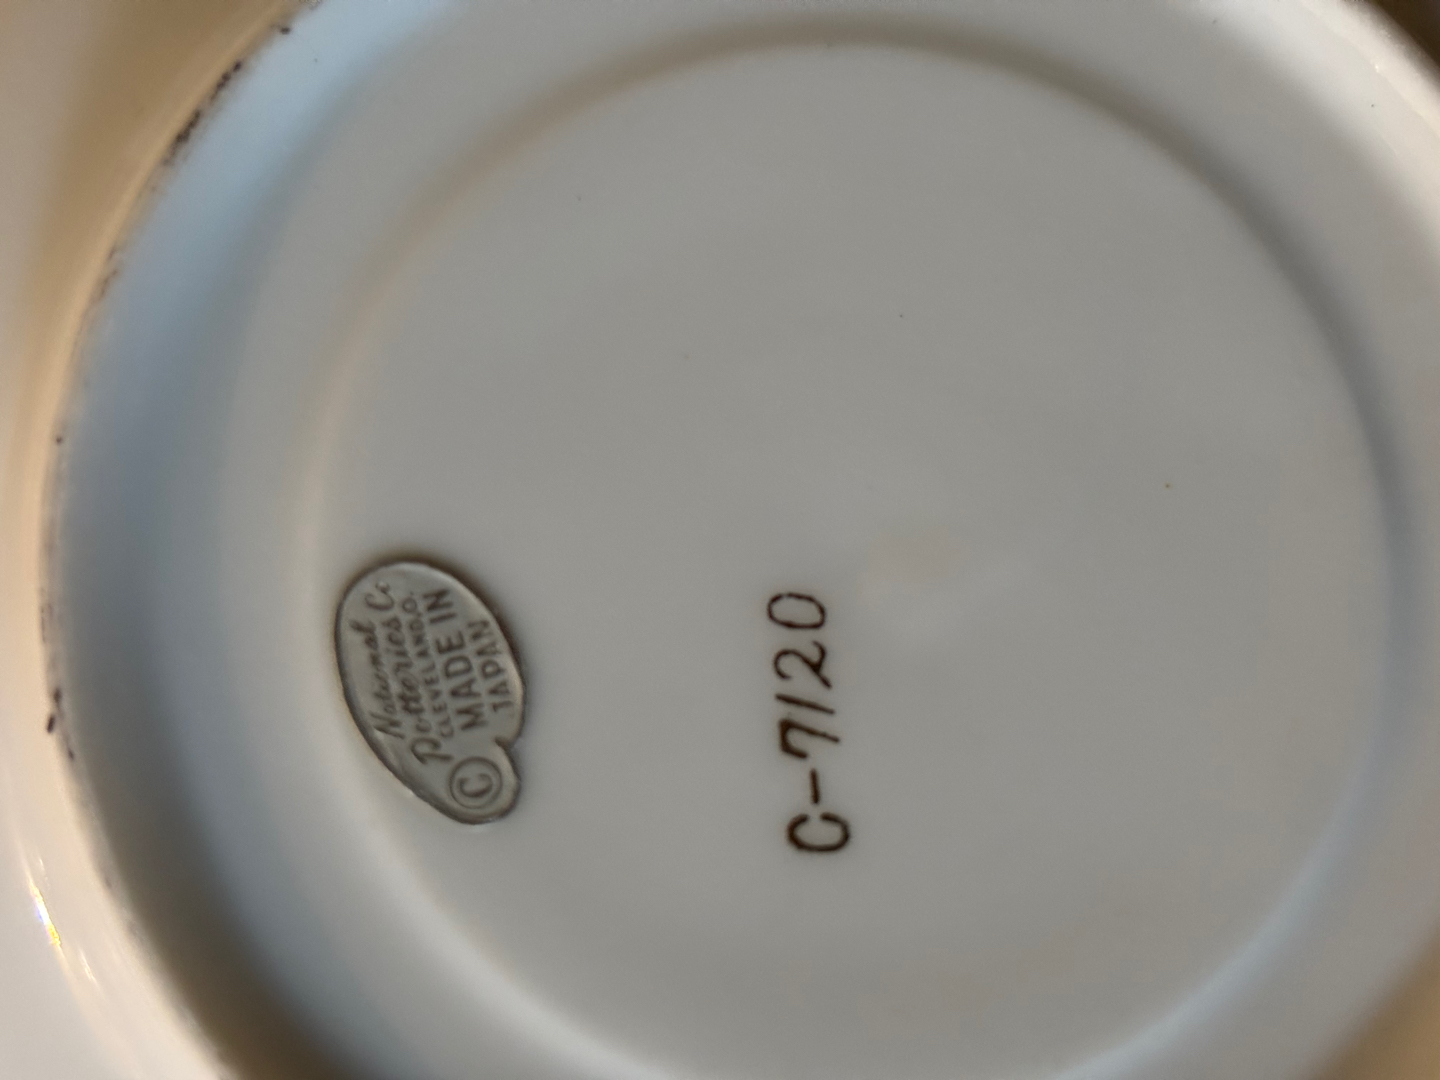 National Co
Potteries
CLEVELAND, O.
MADE IN
JAPAN
©
C-7120